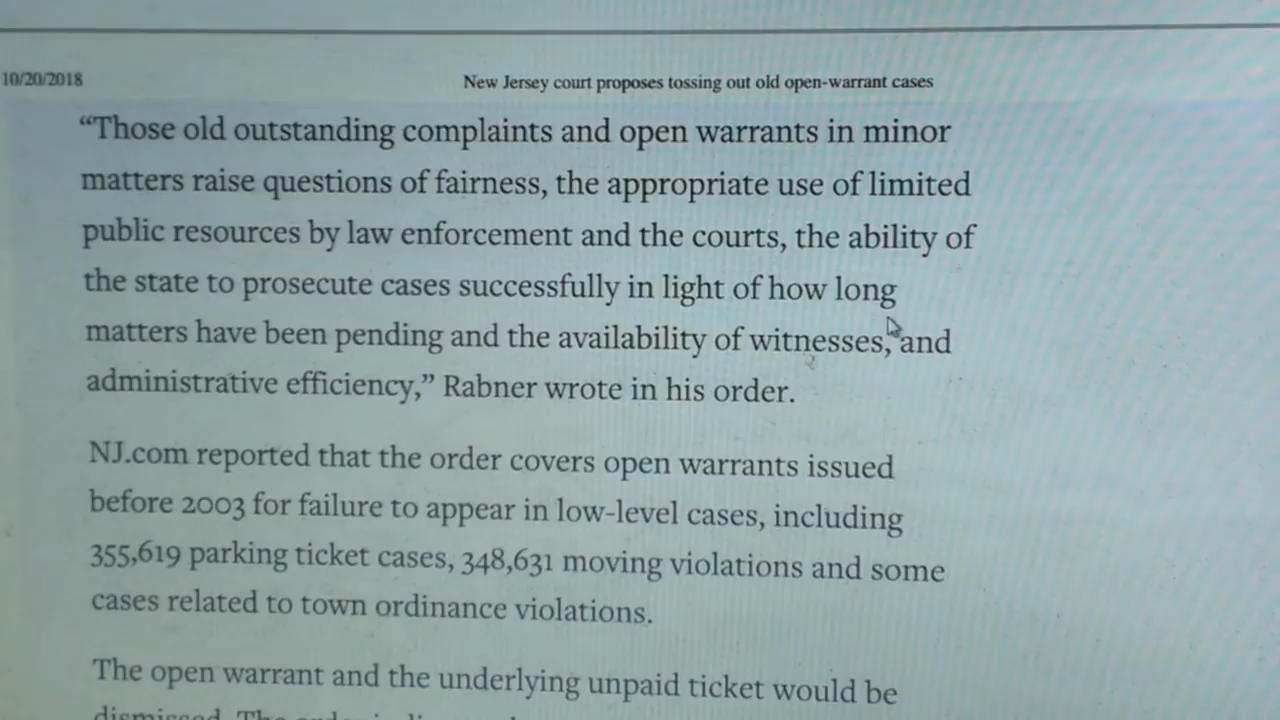 10/20/2018 New Jersey court proposes tossing out old open-warrant cases
“Those old outstanding complaints and open warrants in minor
matters raise questions of fairness, the appropriate use of limited
public resources by law enforcement and the courts, the ability of
the state to prosecute cases successfully in light of how long
matters have been pending and the availability of witnesses, and
administrative efficiency,” Rabner wrote in his order.
NJ.com reported that the order covers open warrants issued
before 2003 for failure to appear in low-level cases, including
355,619 parking ticket cases, 348,631 moving violations and some
cases related to town ordinance violations.
The open warrant and the underlying unpaid ticket would be
dismissed. The